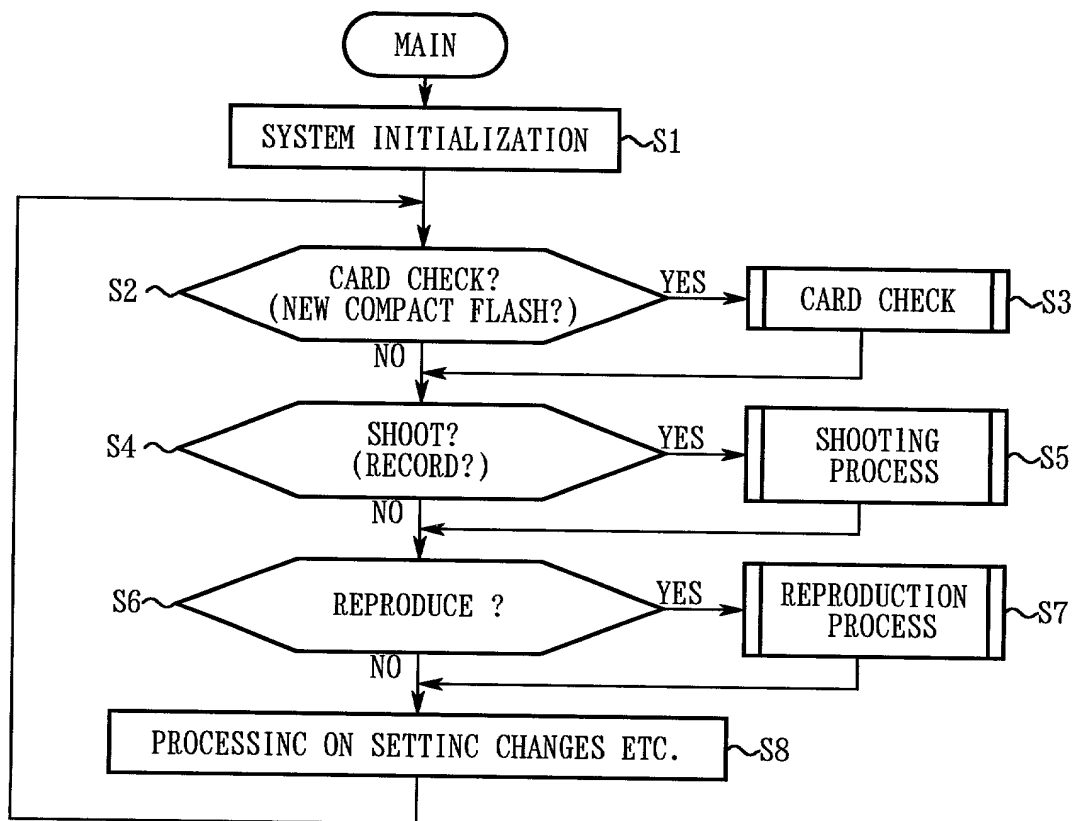 MAIN
SYSTEM INITIALIZATION
S1
S2
CARD CHECK?
(NEW COMPACT FLASH?)
YES
CARD CHECK
S3
NO
S4
SHOOT?
(RECORD?)
YES
SHOOT1NG
PROCESS
S5
NO
S6
REPRODUCE ?
YES
REPRODUCTION
PROCESS
S7
NO
PROCESSINC ON SETTINC CHANGES ETC.
S8